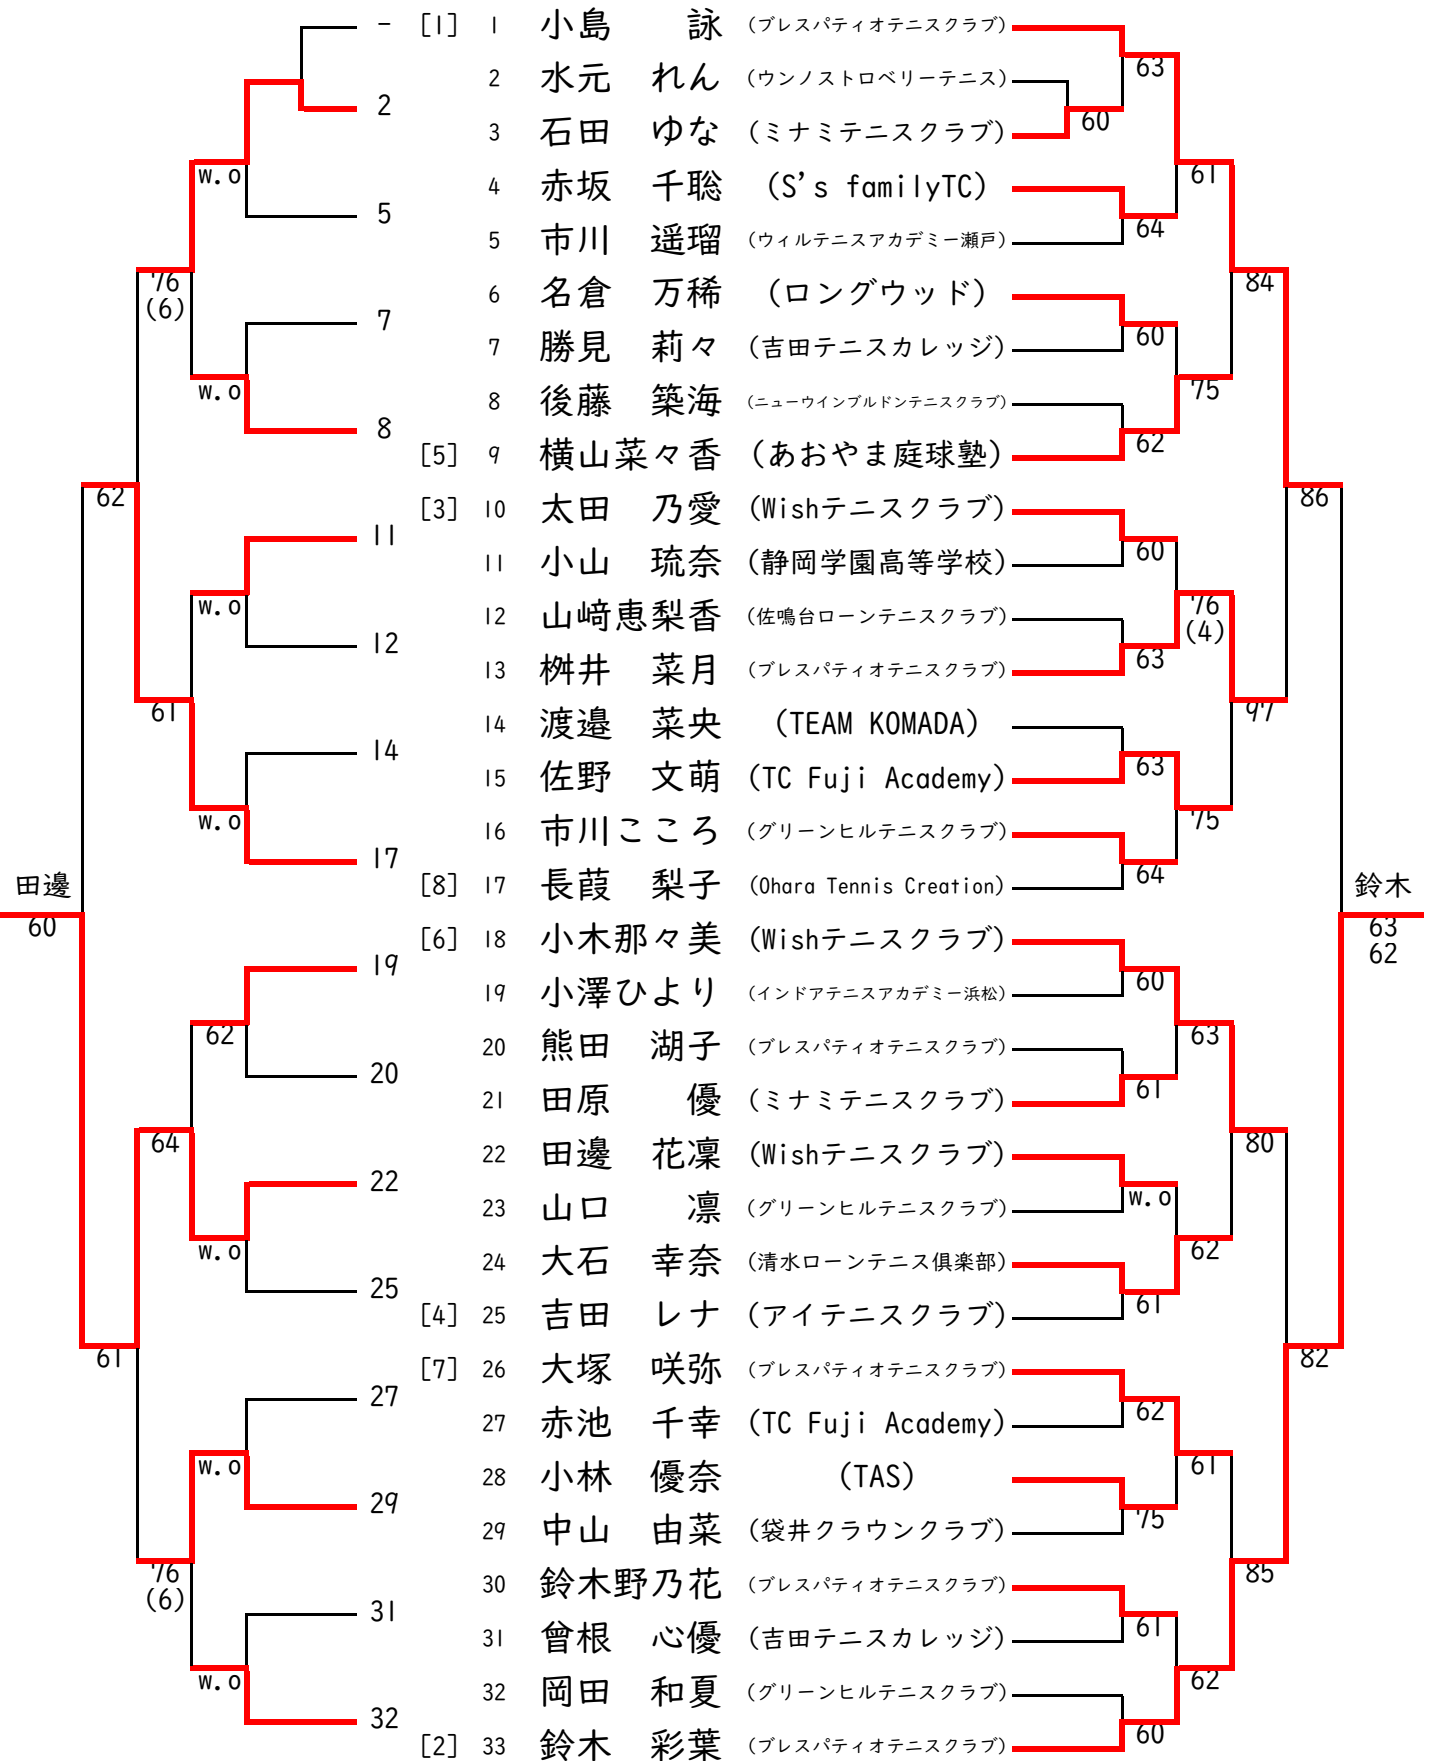 - [1] 1 小島 詠 (ブレスパティオテニスクラブ)
63
2 水元 れん (ウンノストロベリーテニス)
2
60
3 石田 ゆな (ミナミテニスクラブ)
w.o
61
4 赤坂 千聡 (S's familyTC)
5
64
5 市川 遥瑠 (ウィルテニスアカデミー瀬戸)
76
(6)
84
6 名倉 万稀 (ロングウッド)
7
60
7 勝見 莉々 (吉田テニスカレッジ)
w.o
75
8 後藤 築海 (ニューウインブルドンテニスクラブ)
8
62
[5] 9 横山菜々香 (あおやま庭球塾)
62
86
[3] 10 太田 乃愛 (Wishテニスクラブ)
11
60
11 小山 琉奈 (静岡学園高等学校)
w.o
76
(4)
12 山﨑恵梨香 (佐鳴台ローンテニスクラブ)
12
63
13 桝井 菜月 (ブレスパティオテニスクラブ)
61
97
14 渡邉 菜央 (TEAM KOMADA)
14
63
15 佐野 文萌 (TC Fuji Academy)
w.o
75
16 市川こころ (グリーンヒルテニスクラブ)
17
64
[8] 17 長葭 梨子 (Ohara Tennis Creation)
田邊
60
鈴木
63
62
[6] 18 小木那々美 (Wishテニスクラブ)
19
60
19 小澤ひより (インドアテニスアカデミー浜松)
62
63
20 熊田 湖子 (ブレスパティオテニスクラブ)
20
61
21 田原 優 (ミナミテニスクラブ)
64
80
22 田邊 花凜 (Wishテニスクラブ)
22
w.o
23 山口 凛 (グリーンヒルテニスクラブ)
w.o
62
24 大石 幸奈 (清水ローンテニス倶楽部)
25
61
[4] 25 吉田 レナ (アイテニスクラブ)
61
82
[7] 26 大塚 咲弥 (ブレスパティオテニスクラブ)
27
62
27 赤池 千幸 (TC Fuji Academy)
w.o
61
28 小林 優奈 (TAS)
29
75
29 中山 由菜 (袋井クラウンクラブ)
76
(6)
85
30 鈴木野乃花 (ブレスパティオテニスクラブ)
31
61
31 曾根 心優 (吉田テニスカレッジ)
w.o
62
32 岡田 和夏 (グリーンヒルテニスクラブ)
32
60
[2] 33 鈴木 彩葉 (ブレスパティオテニスクラブ)